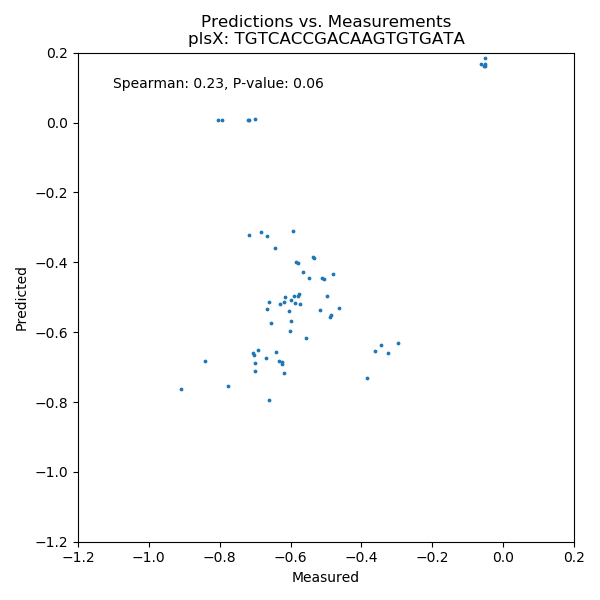 Predictions vs. Measurements
plsX: TGTCACCGACAAGTGTGATA
Spearman: 0.23, P-value: 0.06
0.2
0.0
−0.2
−0.4
−0.6
−0.8
−1.0
−1.2
Predicted
−1.2 −1.0 −0.8 −0.6 −0.4 −0.2 0.0 0.2
Measured